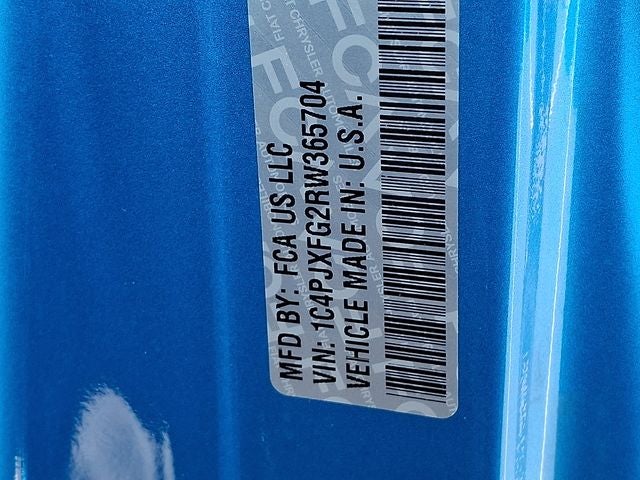 MFD BY: FCA US LLC
VIN: 1C4PJXFG2RW365704
VEHICLE MADE IN: U.S.A.